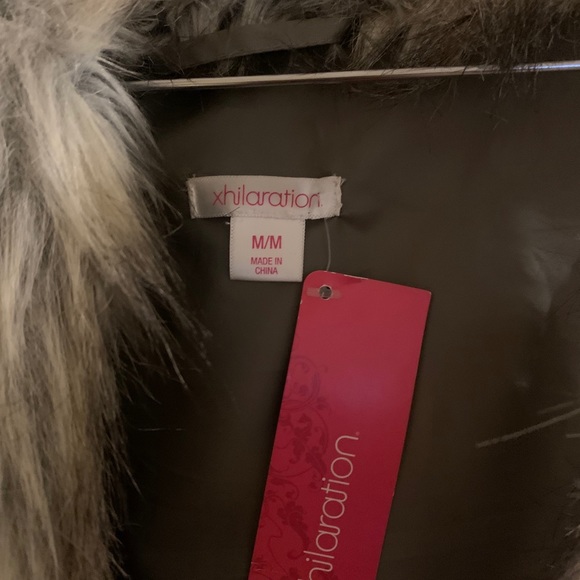 xhilaration.
M/M
MADE IN
CHINA
xhilaration®